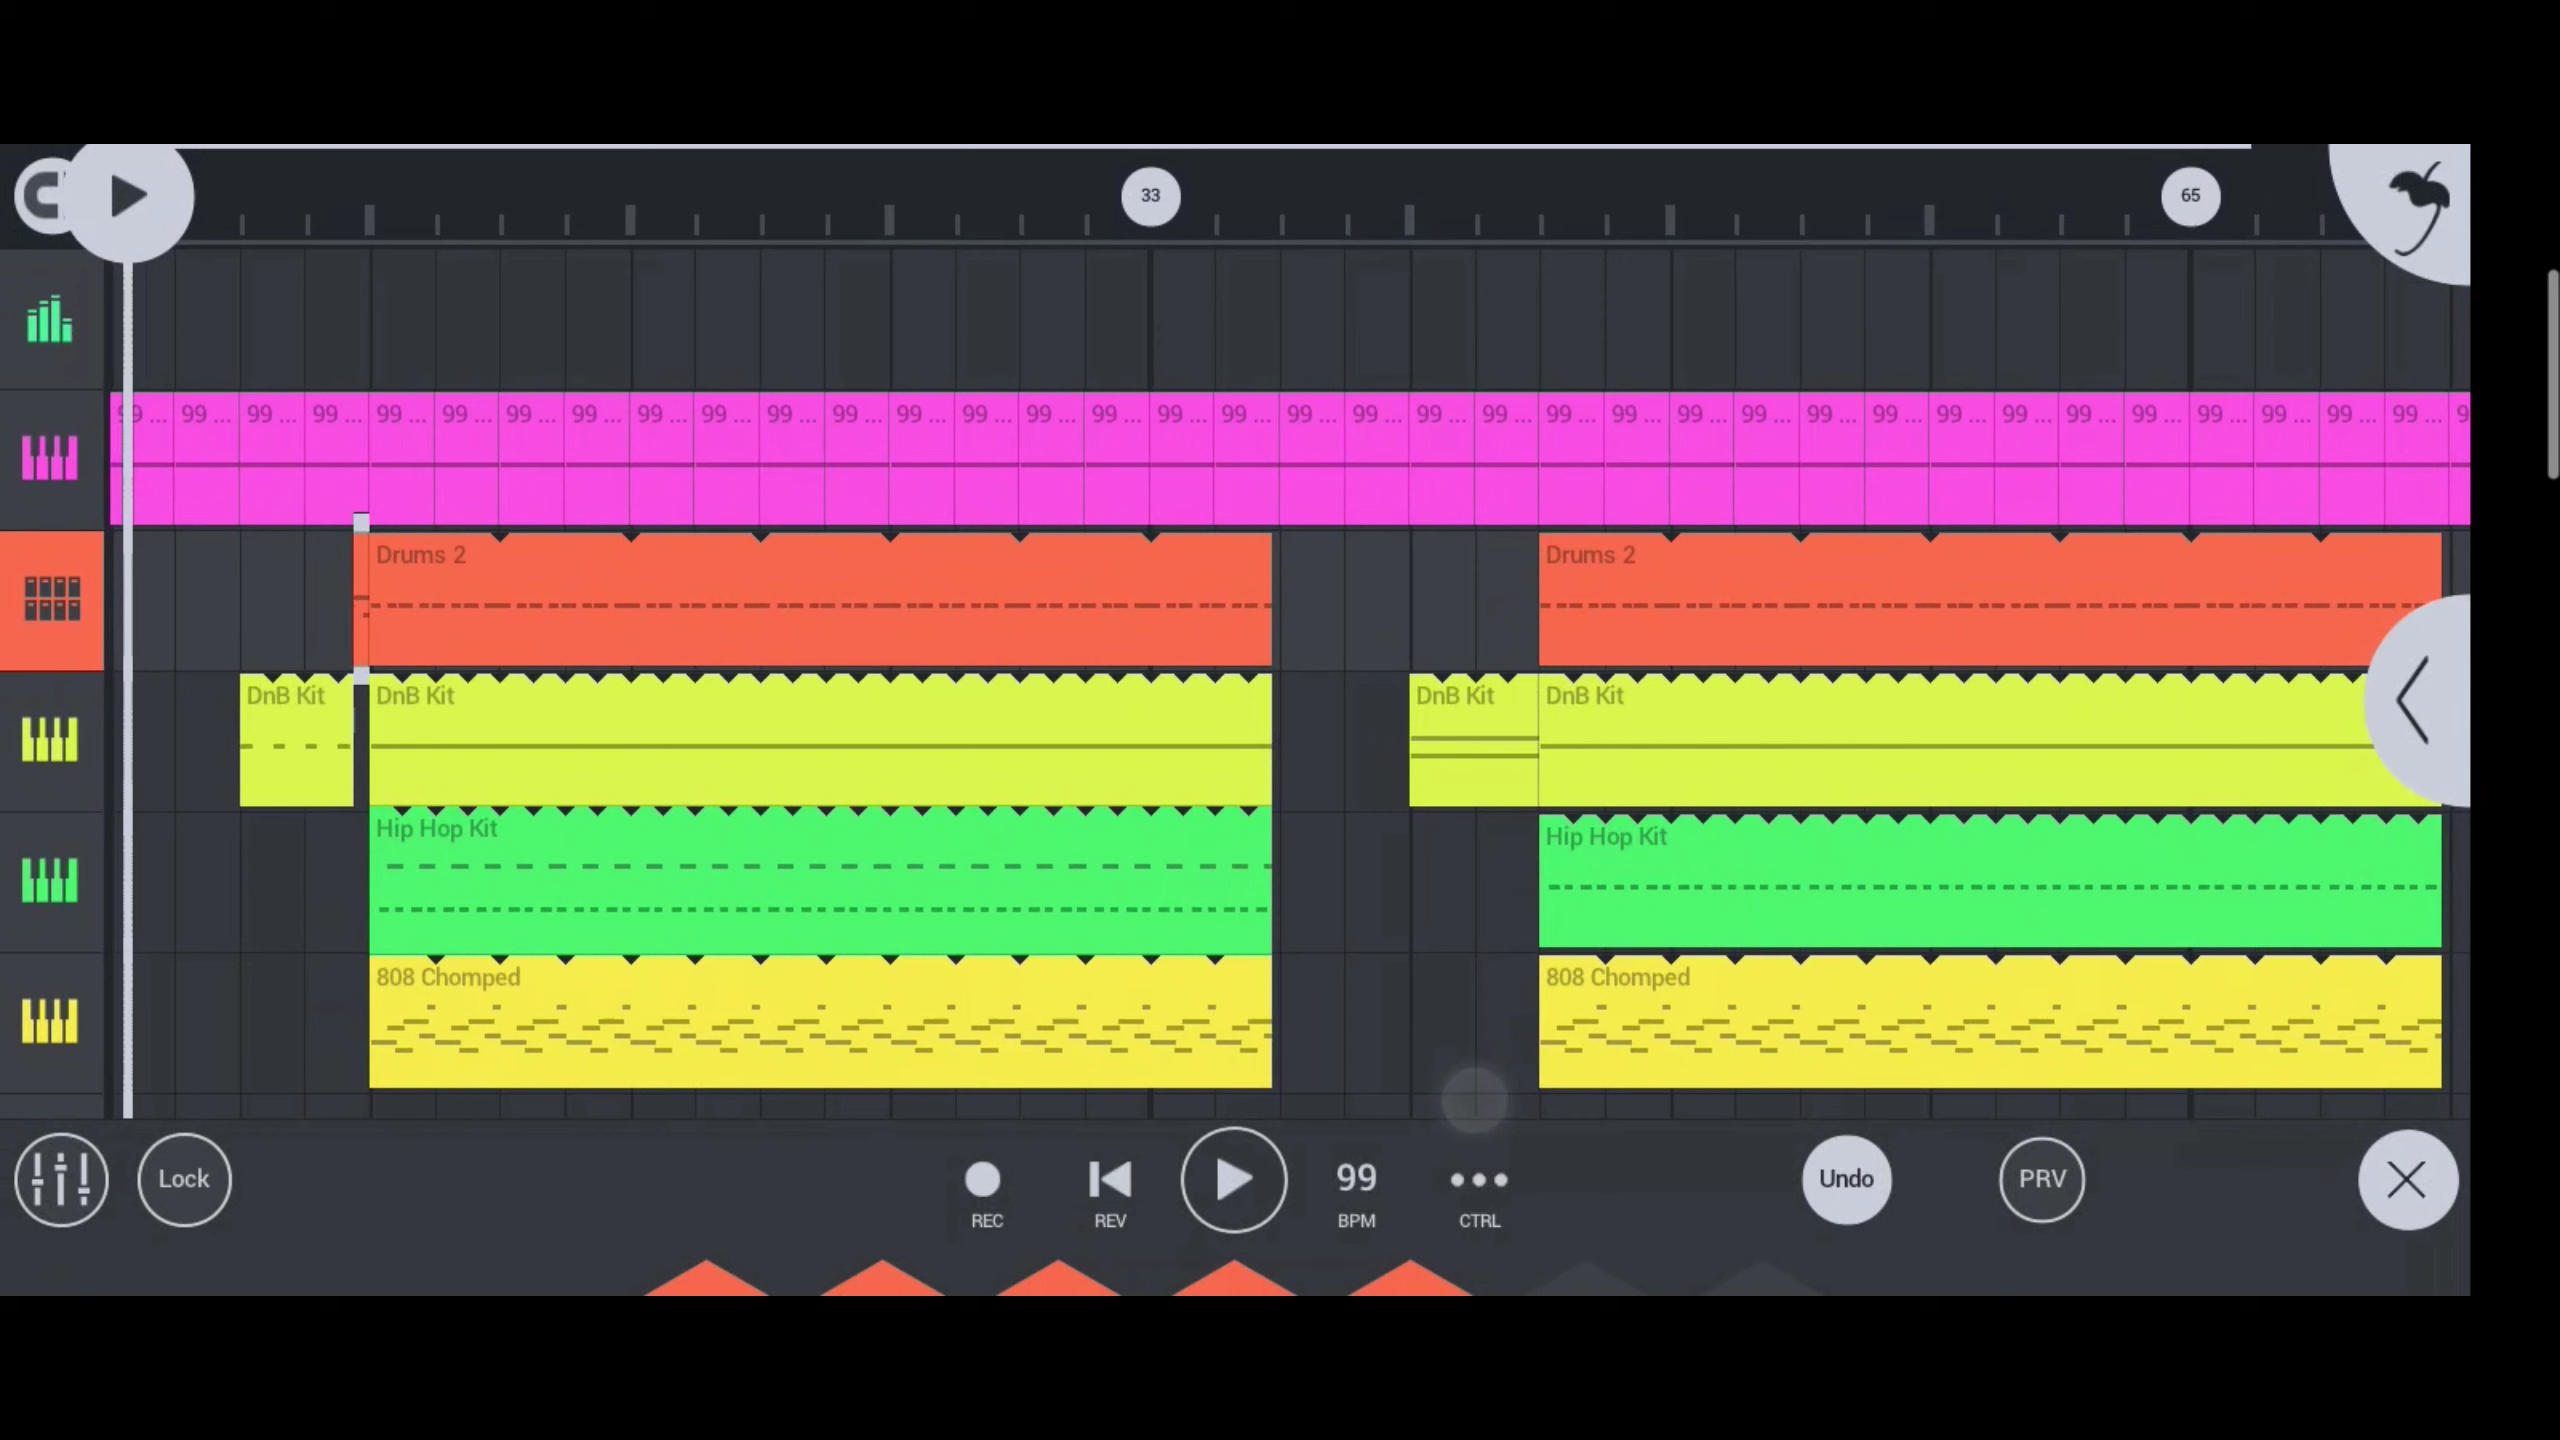 33 65
99 ... 99 ... 99 ... 99 ... 99 ... 99 ... 99 ... 99 ... 99 ... 99 ... 99 ... 99 ... 99 ... 99 ... 99 ... 99 ... 99 ... 99 ... 99 ... 99 ... 99 ... 99 ... 99 ... 99 ... 99 ... 99 ... 99 ... 99 ... 99 ... 99 ... 99 ... 99 ... 99 ... 99 ... 99 ... 99 ... 9
Drums 2 Drums 2
DnB Kit DnB Kit DnB Kit DnB Kit
Hip Hop Kit Hip Hop Kit
808 Chomped 808 Chomped
Lock 99 Undo PRV
REC REV BPM CTRL